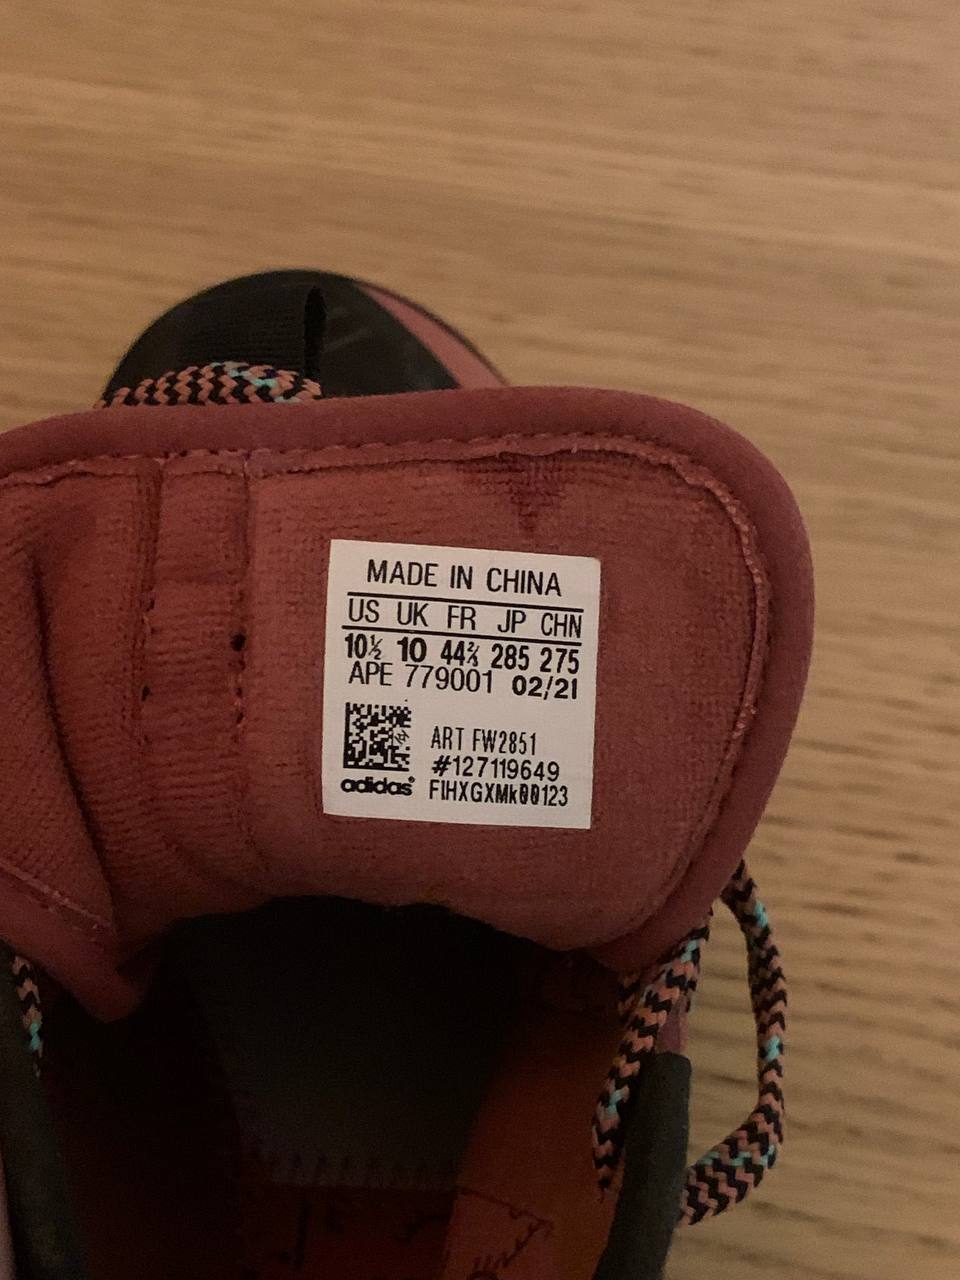 MADE IN CHINA
US UK FR JP CHN
10½ 10 44⅔ 285 275
APE 779001 02/21
ART FW2851
#127119649
adidas® FIHXGXMk00123